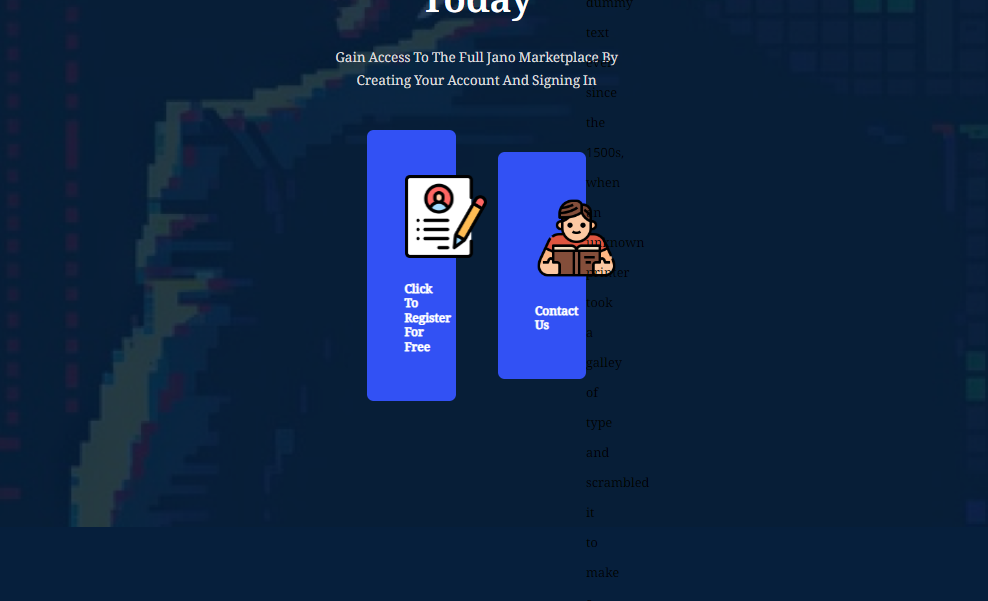 Today
Gain Access To The Full Jano Marketplace By
Creating Your Account And Signing In
Click
To
Register
For
Free
Contact
Us
dummy
text
since
the
1500s,
when
an
unknown
printer
took
a
galley
of
type
and
scrambled
it
to
make